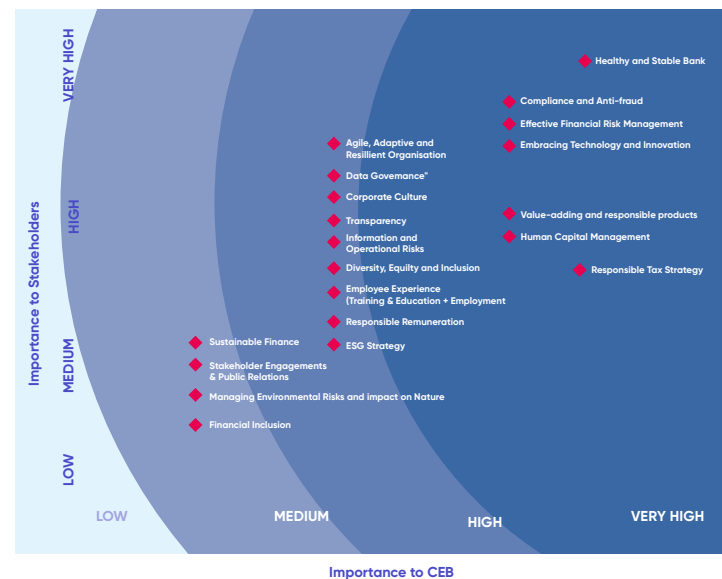 VERY HIGH
Healthy and Stable Bank
Compliance and Anti-fraud
Effective Financial Risk Management
Embracing Technology and Innovation
Agile, Adaptive and
Resillient Organisation
Data Govemance"
Corporate Culture
Importance to Stakeholders
HIGH
Transparency
Value-adding and responsible products
Information and
Operational Risks
Human Capital Management
Diversity, Equilty and Inclusion
Responsible Tax Strategy
Employee Experience
(Training & Education + Employment
Responsible Remuneration
MEDIUM
Sustainable Finance
ESG Strategy
Stakeholder Engagements
& Public Relations
Managing Environmental Risks and impact on Nature
Financial Inclusion
LOW
LOW
MEDIUM
HIGH
VERY HIGH
Importance to CEB